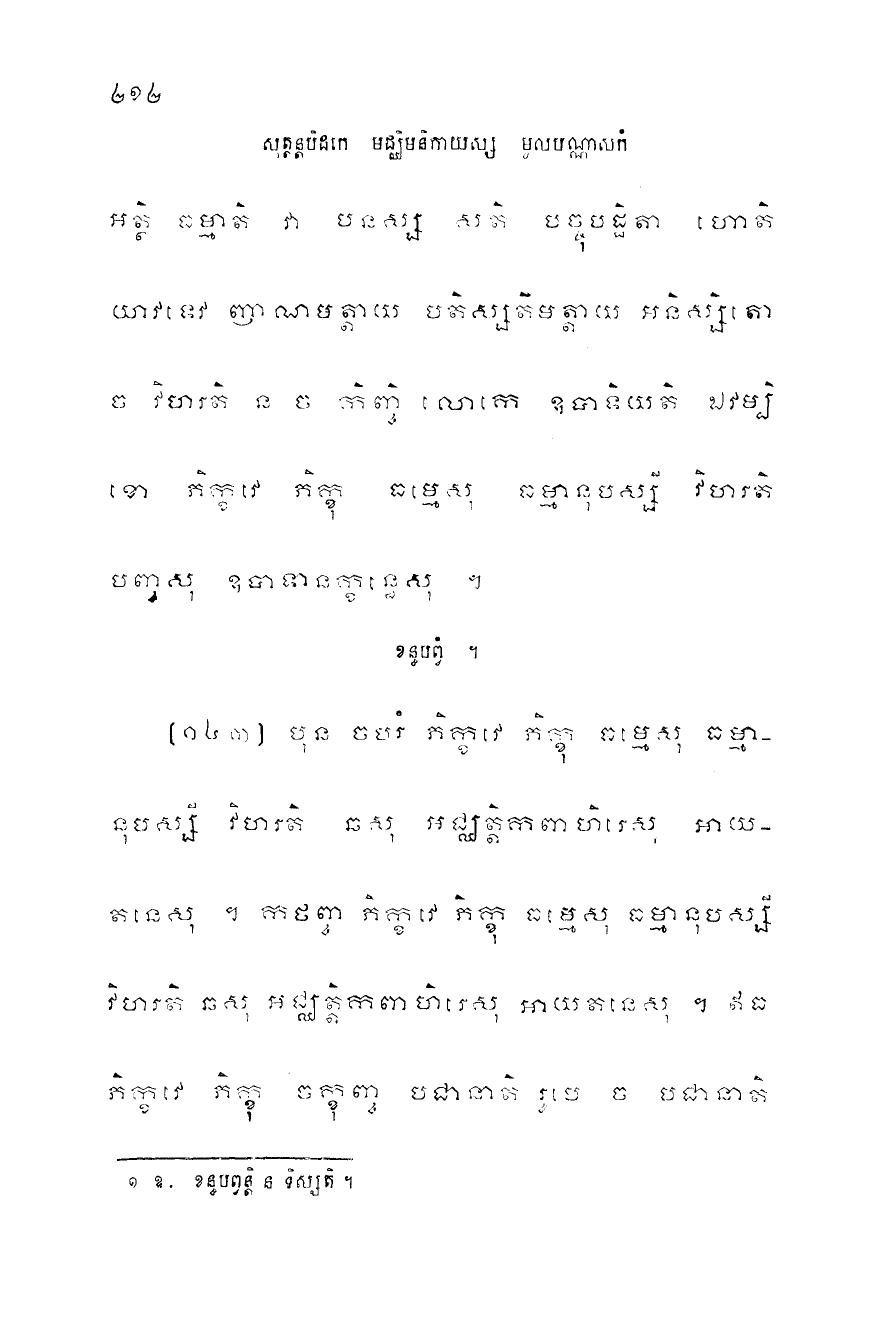 ៤១៤
សុត្តន្តបិដកេ មជ្ឈិមនិកាយស្ស មូលបណ្ណាសកំ
អត្ថិ ធម្មាតិ វា បនស្ស សតិ បច្ចុបដ្ឋិតា ហោតិ
យាវទេវ ញាណមត្តាយ បតិស្សតិមត្តាយ អនិស្សិតោ
ច វិហរតិ ន ច កិញ្ចិ លោកេ ឧបាទិយតិ ឯវម្បិ
ខោ ភិក្ខវេ ភិក្ខុ ធម្មេសុ ធម្មានុបស្សី វិហរតិ
បញ្ចសុ ឧបាទានក្ខន្ធេសុ ។
ខន្ធបព្វំ ។
[១៤៣] បុន ចបរំ ភិក្ខវេ ភិក្ខុ ធម្មេសុ ធម្មា-
នុបស្សី វិហរតិ ឆសុ អជ្ឈត្តិកពាហិរេសុ អាយ-
តនេសុ ។ កថញ្ច ភិក្ខវេ ភិក្ខុ ធម្មេសុ ធម្មានុបស្សី
វិហរតិ ឆសុ អជ្ឈត្តិកពាហិរេសុ អាយតនេសុ ។ ឥធ
ភិក្ខវេ ភិក្ខុ ចក្ខុញ្ច បជានាតិ រូបេ ច បជានាតិ
១ ឱ. ខន្ធបព្វន្តិ ន ទិស្សតិ ។